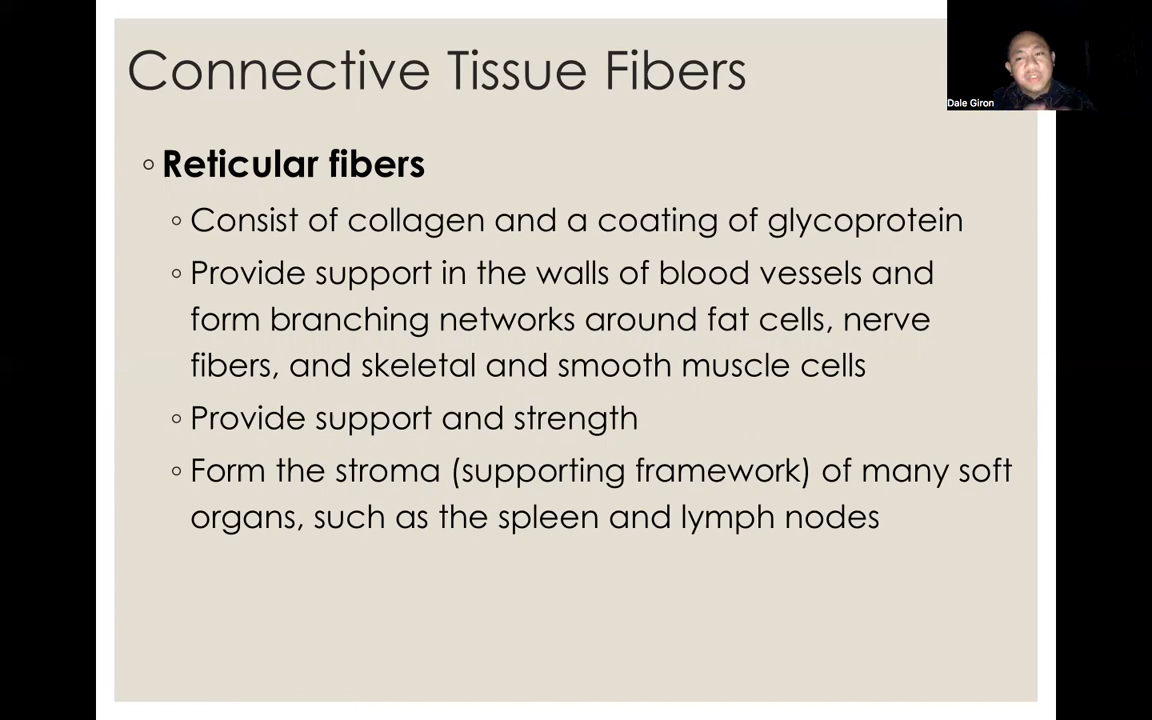 Connective Tissue Fibers
Dale Giron
◦ Reticular fibers
◦ Consist of collagen and a coating of glycoprotein
◦ Provide support in the walls of blood vessels and
form branching networks around fat cells, nerve
fibers, and skeletal and smooth muscle cells
◦ Provide support and strength
◦ Form the stroma (supporting framework) of many soft
organs, such as the spleen and lymph nodes